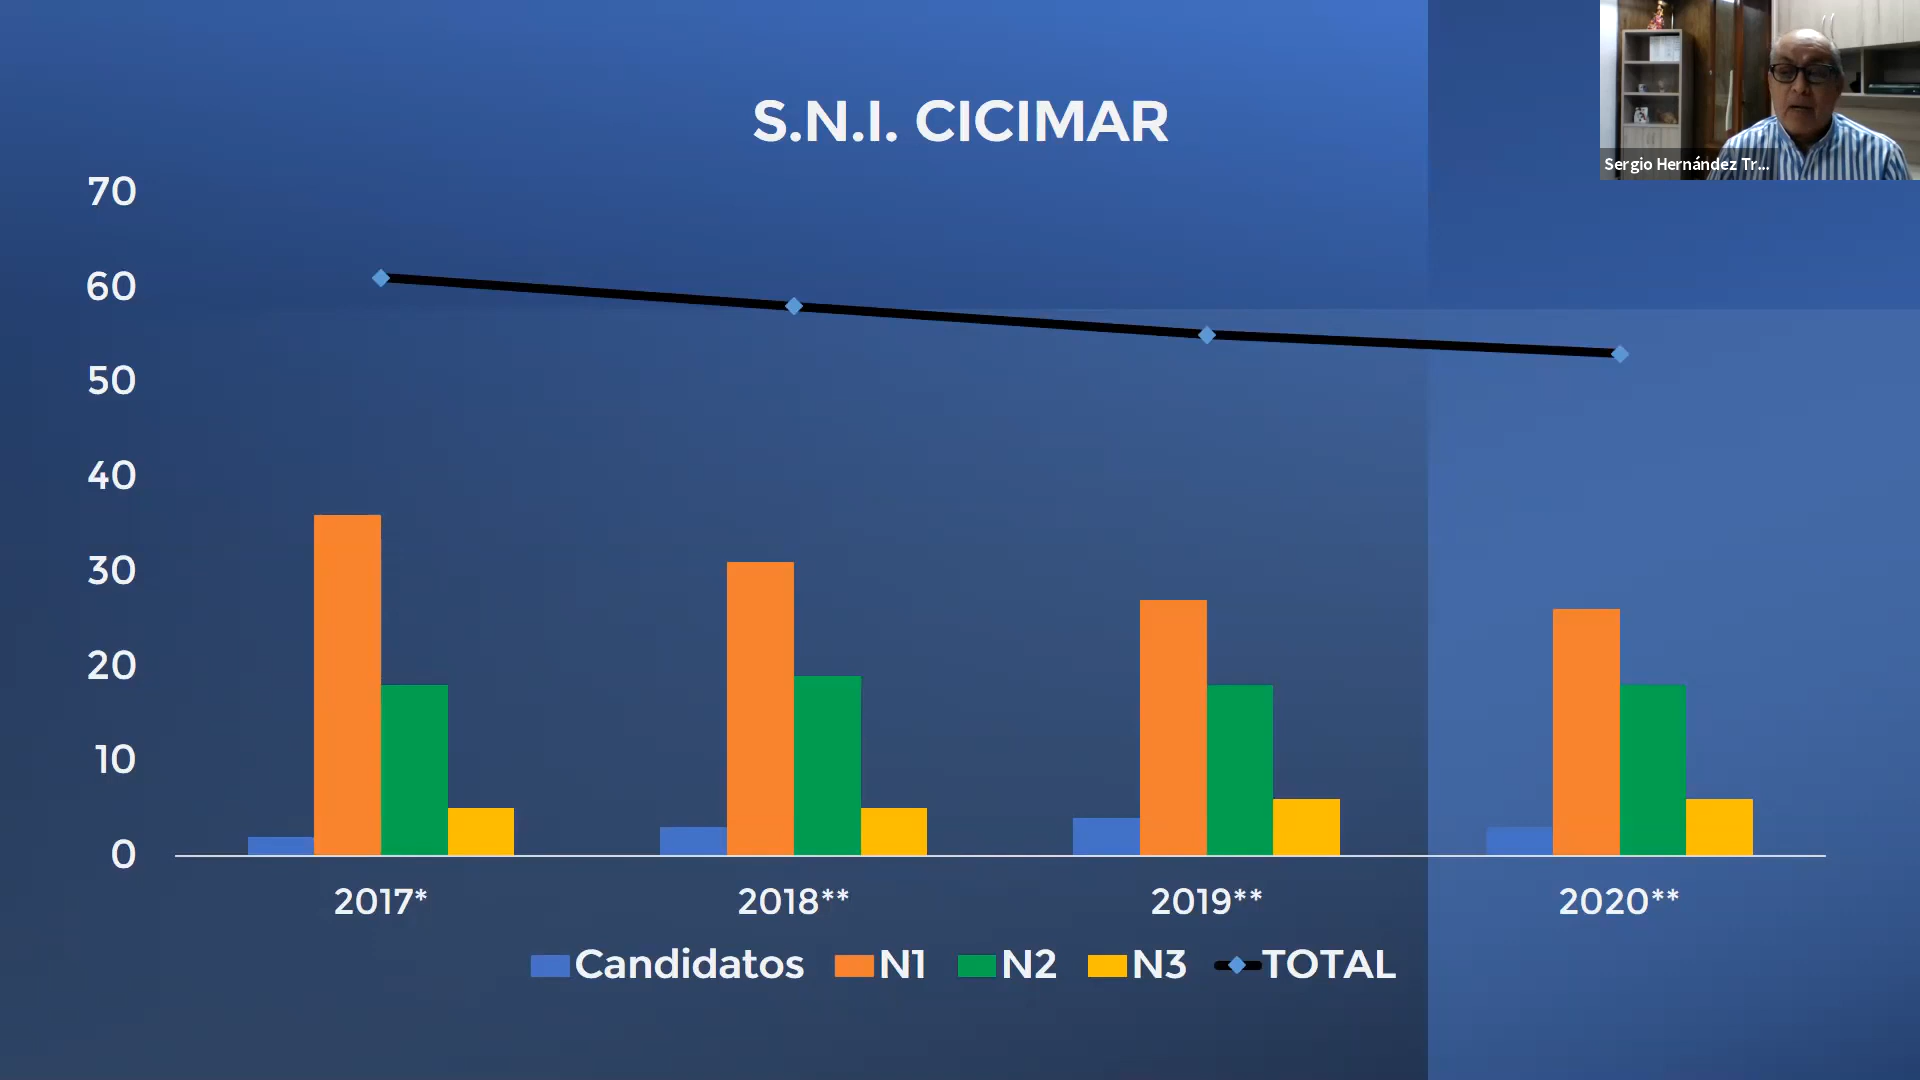 S.N.I. CICIMAR
Sergio Hernández Tr...
70
60
50
40
30
20
10
0
2017* 2018** 2019** 2020**
Candidatos N1 N2 N3 TOTAL